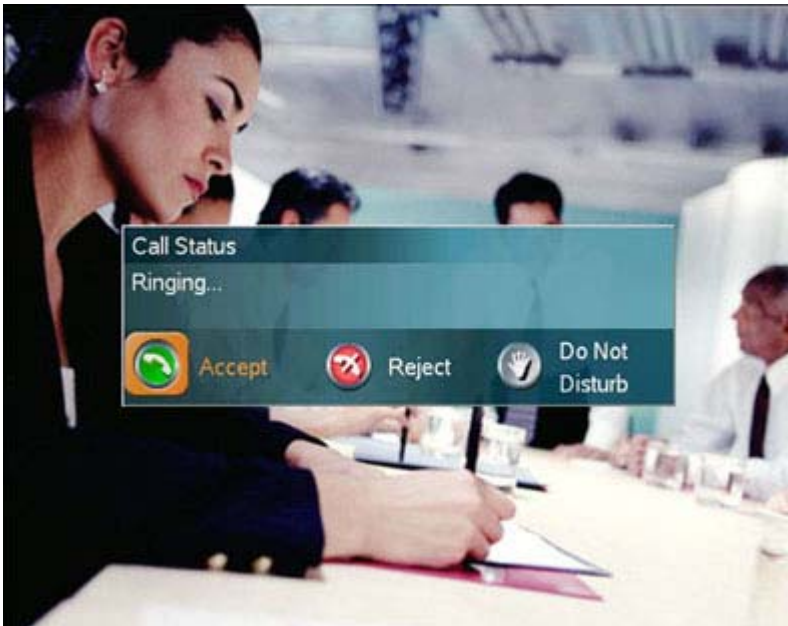 Call Status
Ringing...
Accept
Reject
Do Not
Disturb